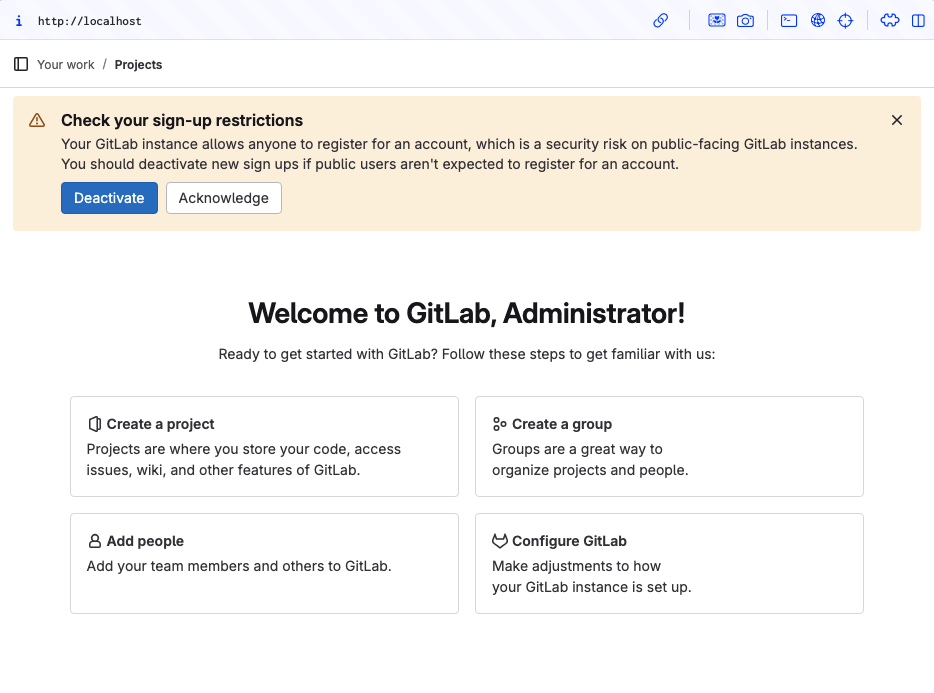 http://localhost
Your work / Projects
Check your sign-up restrictions
Your GitLab instance allows anyone to register for an account, which is a security risk on public-facing GitLab instances.
You should deactivate new sign ups if public users aren't expected to register for an account.
Deactivate Acknowledge
Welcome to GitLab, Administrator!
Ready to get started with GitLab? Follow these steps to get familiar with us:
Create a project
Projects are where you store your code, access
issues, wiki, and other features of GitLab.
Create a group
Groups are a great way to
organize projects and people.
Add people
Add your team members and others to GitLab.
Configure GitLab
Make adjustments to how
your GitLab instance is set up.